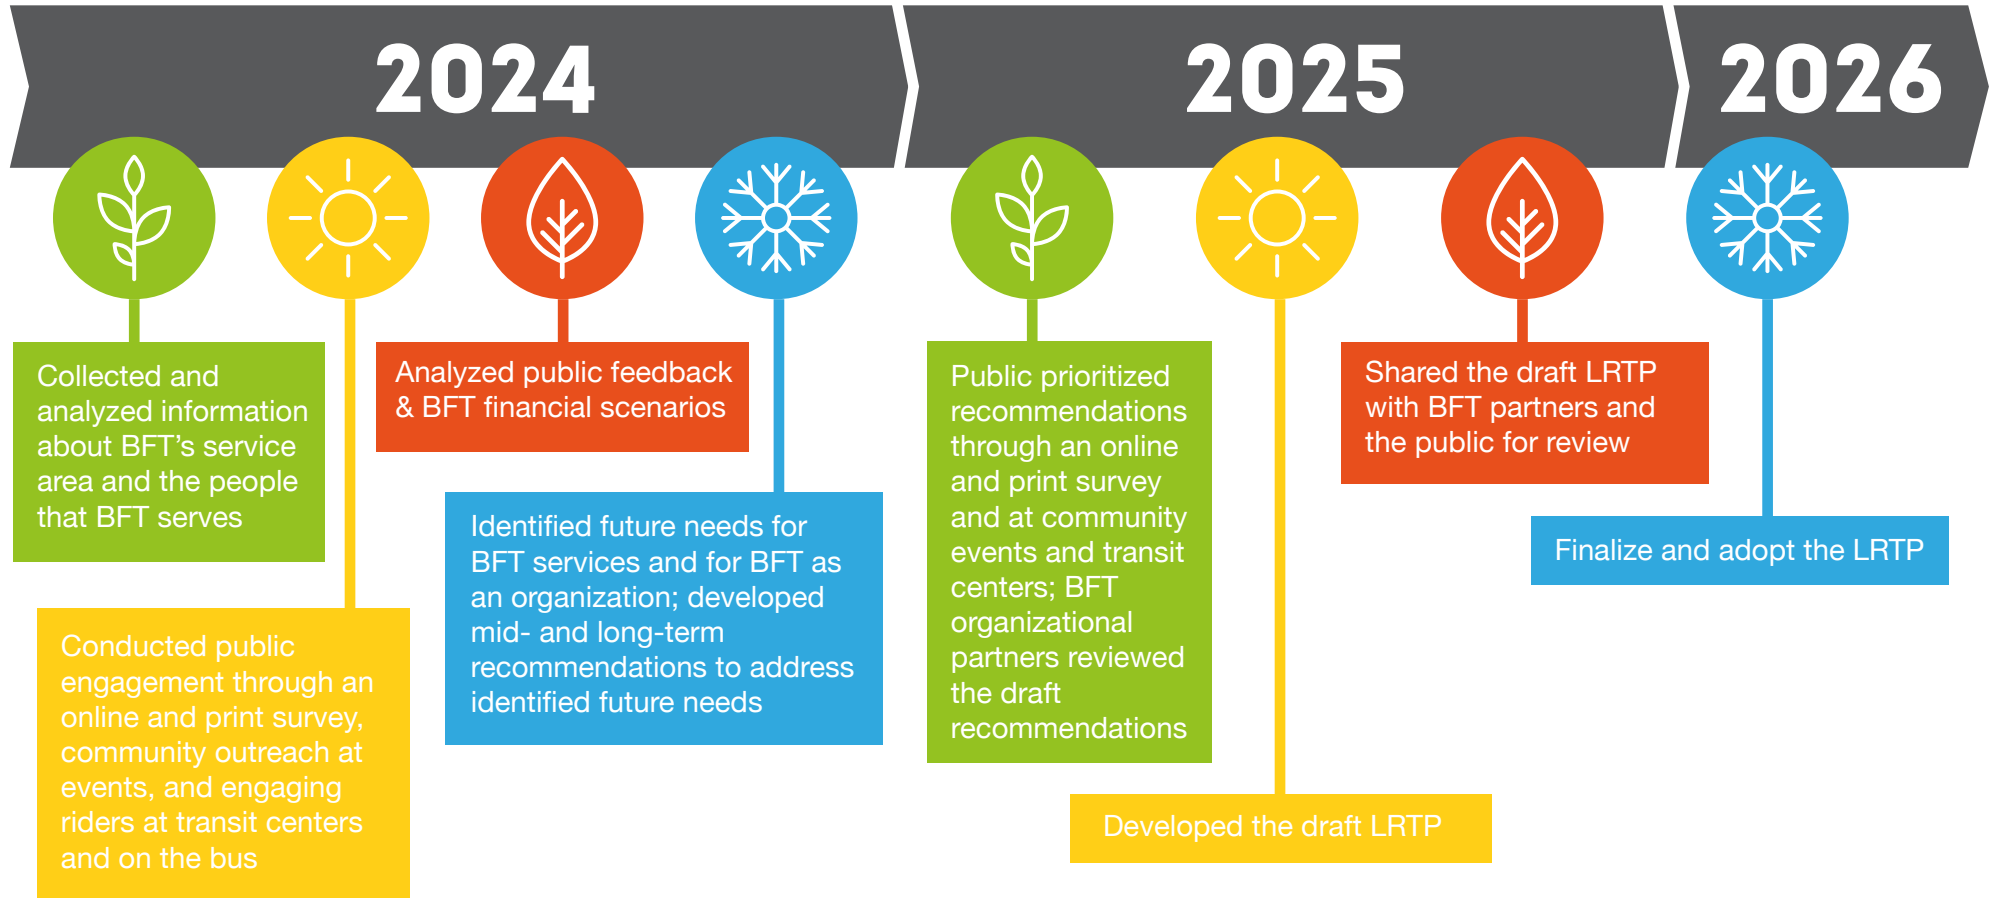 2024
2025
2026
Collected and
analyzed information
about BFT’s service
area and the people
that BFT serves
Conducted public
engagement through an
online and print survey,
community outreach at
events, and engaging
riders at transit centers
and on the bus
Analyzed public feedback
& BFT financial scenarios
Identified future needs for
BFT services and for BFT as
an organization; developed
mid- and long-term
recommendations to address
identified future needs
Public prioritized
recommendations
through an online
and print survey
and at community
events and transit
centers; BFT
organizational
partners reviewed
the draft
recommendations
Developed the draft LRTP
Shared the draft LRTP
with BFT partners and
the public for review
Finalize and adopt the LRTP